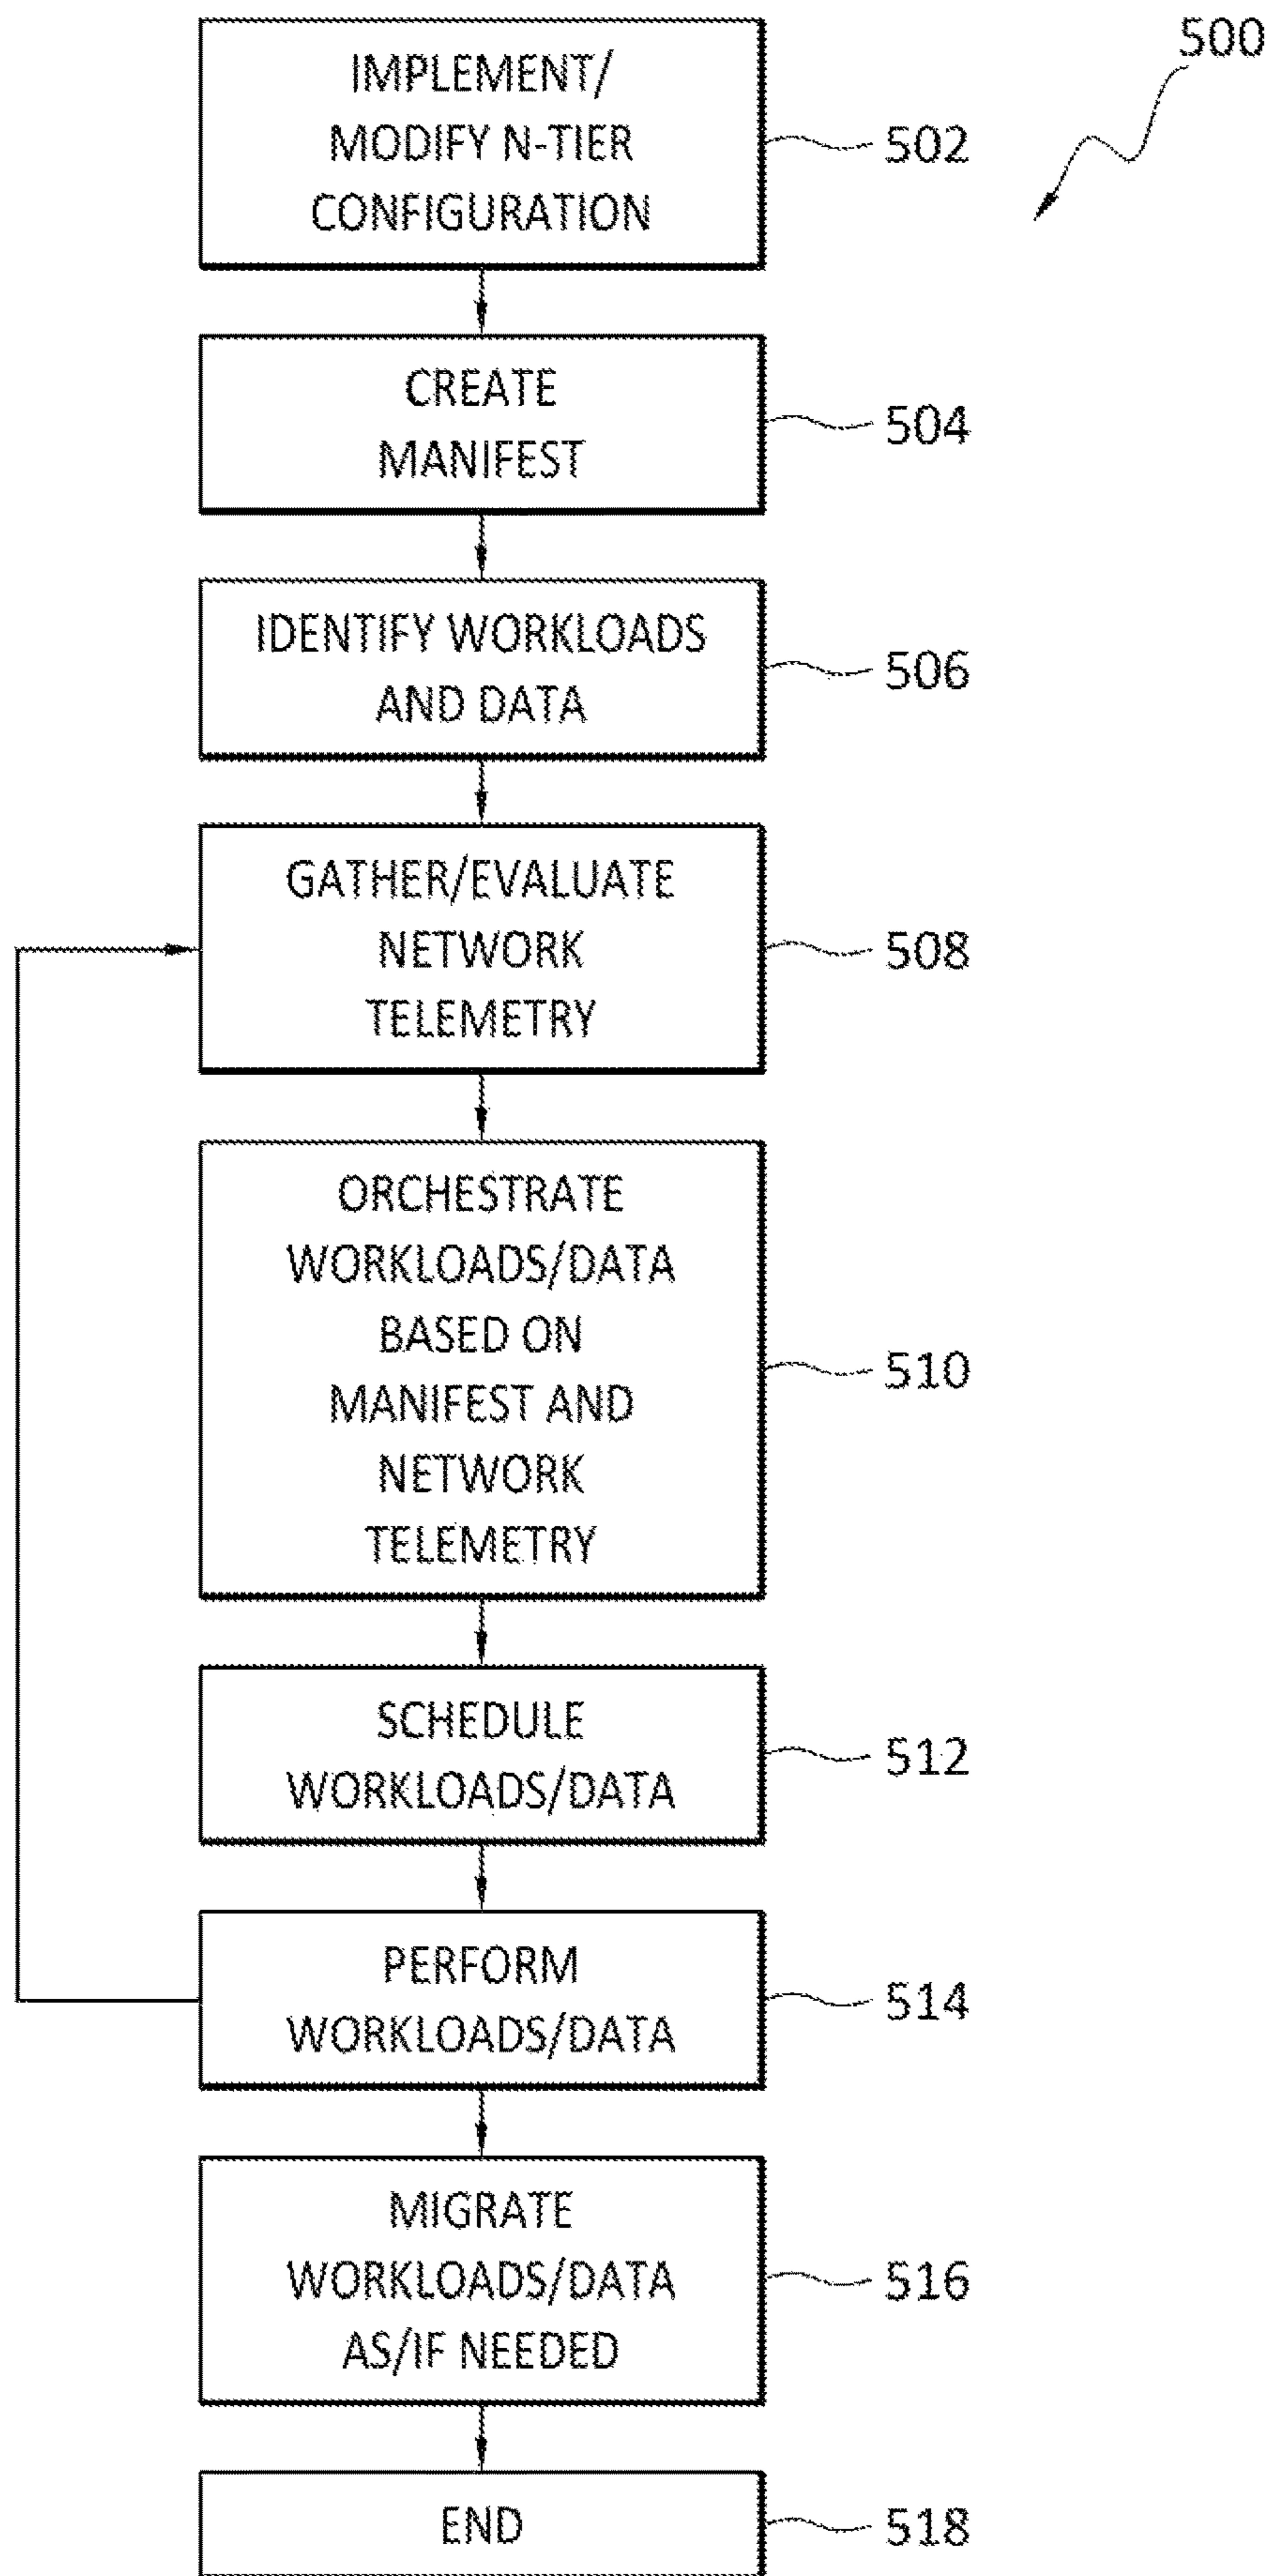 500
IMPLEMENT/
MODIFY N-TIER
CONFIGURATION
502
CREATE
MANIFEST
504
IDENTIFY WORKLOADS
AND DATA
506
GATHER/EVALUATE
NETWORK
TELEMETRY
508
ORCHESTRATE
WORKLOADS/DATA
BASED ON
MANIFEST AND
NETWORK
TELEMETRY
510
SCHEDULE
WORKLOADS/DATA
512
PERFORM
WORKLOADS/DATA
514
MIGRATE
WORKLOADS/DATA
AS/IF NEEDED
516
END
518